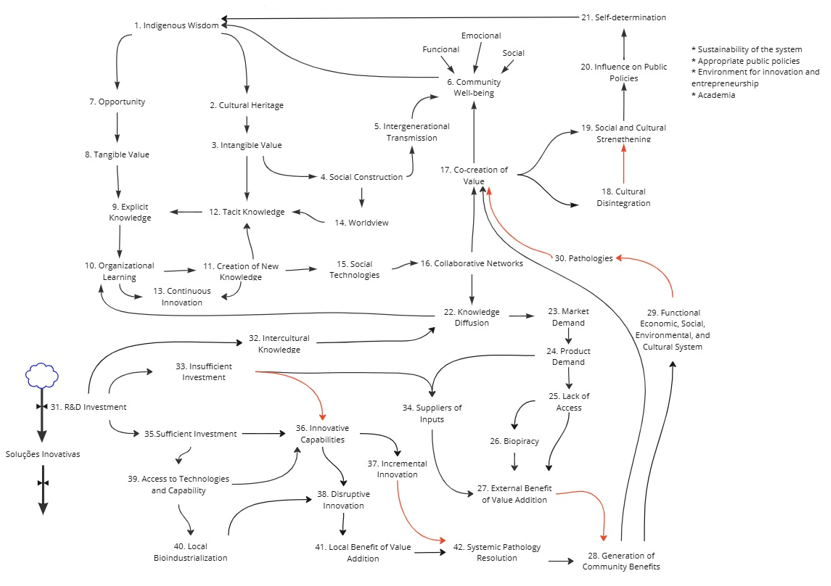 21. Self-determination
1. Indigenous Wisdom
Emocional
Funcional
Social
* Sustainability of the system
* Appropriate public policies
* Environment for innovation and
entrepreneurship
* Academia
20. Influence on Public
Policies
6. Community
Well-being
7. Opportunity
2. Cultural Heritage
5. Intergenerational
Transmission
19. Social and Cultural
Strengthening
3. Intangible Value
8. Tangible Value
4. Social Construction
17. Co-creation of
Value
18. Cultural
Disintegration
9. Explicit
Knowledge
12. Tacit Knowledge
14. Worldview
10. Organizational
Learning
11. Creation of New
Knowledge
15. Social
Technologies
16. Collaborative Networks
30. Pathologies
13. Continuous
Innovation
22. Knowledge
Diffusion
23. Market
Demand
29. Functional
Economic, Social,
Environmental, and
Cultural System
32. Intercultural
Knowledge
24. Product
Demand
33. Insufficient
Investment
25. Lack of
Access
31. R&D Investment
34. Suppliers of
Inputs
35.Sufficient Investment
36. Innovative
Capabilities
26. Biopiracy
Soluções Inovativas
37. Incremental
Innovation
39. Access to Technologies
and Capability
38. Disruptive
Innovation
27. External Benefit
of Value Addition
40. Local
Bioindustrialization
41. Local Benefit of Value
Addition
42. Systemic Pathology
Resolution
28. Generation of
Community Benefits